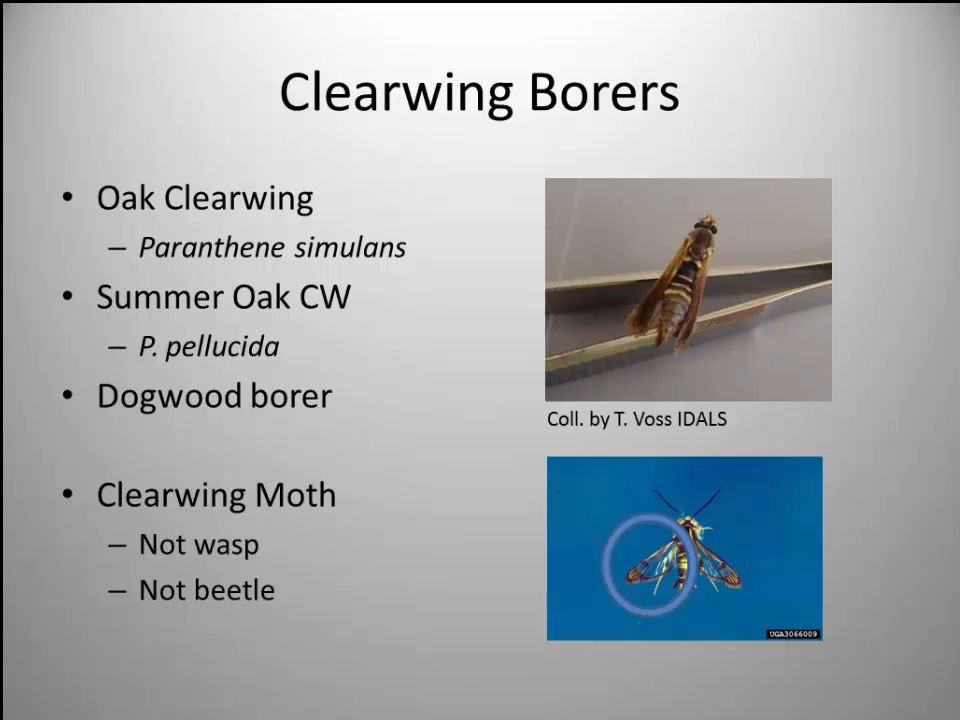 Clearwing Borers
• Oak Clearwing
– Paranthene simulans
• Summer Oak CW
– P. pellucida
• Dogwood borer
• Clearwing Moth
– Not wasp
– Not beetle
Coll. by T. Voss IDALS
UGA3066009